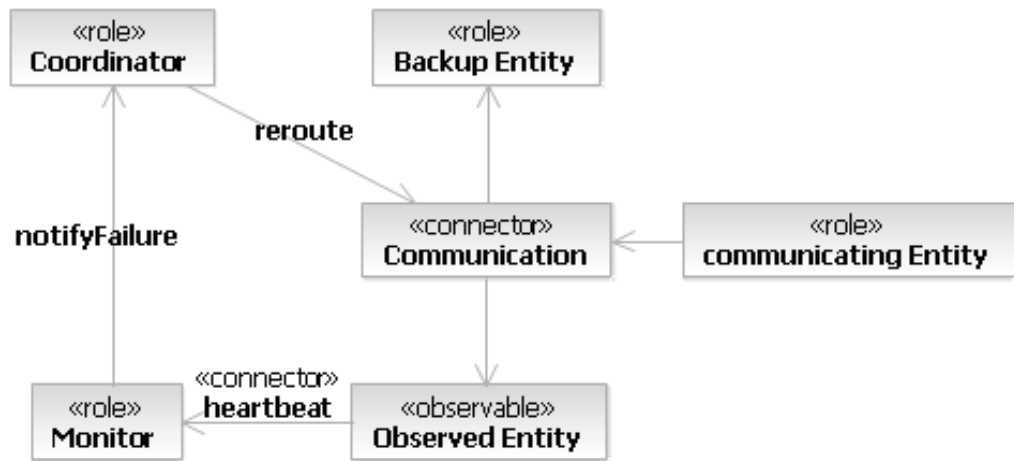 «role»
Coordinator
«role»
Backup Entity
reroute
notifyFailure
«connector»
Communication
«role»
communicating Entity
«connector»
heartbeat
«role»
Monitor
«observable»
Observed Entity